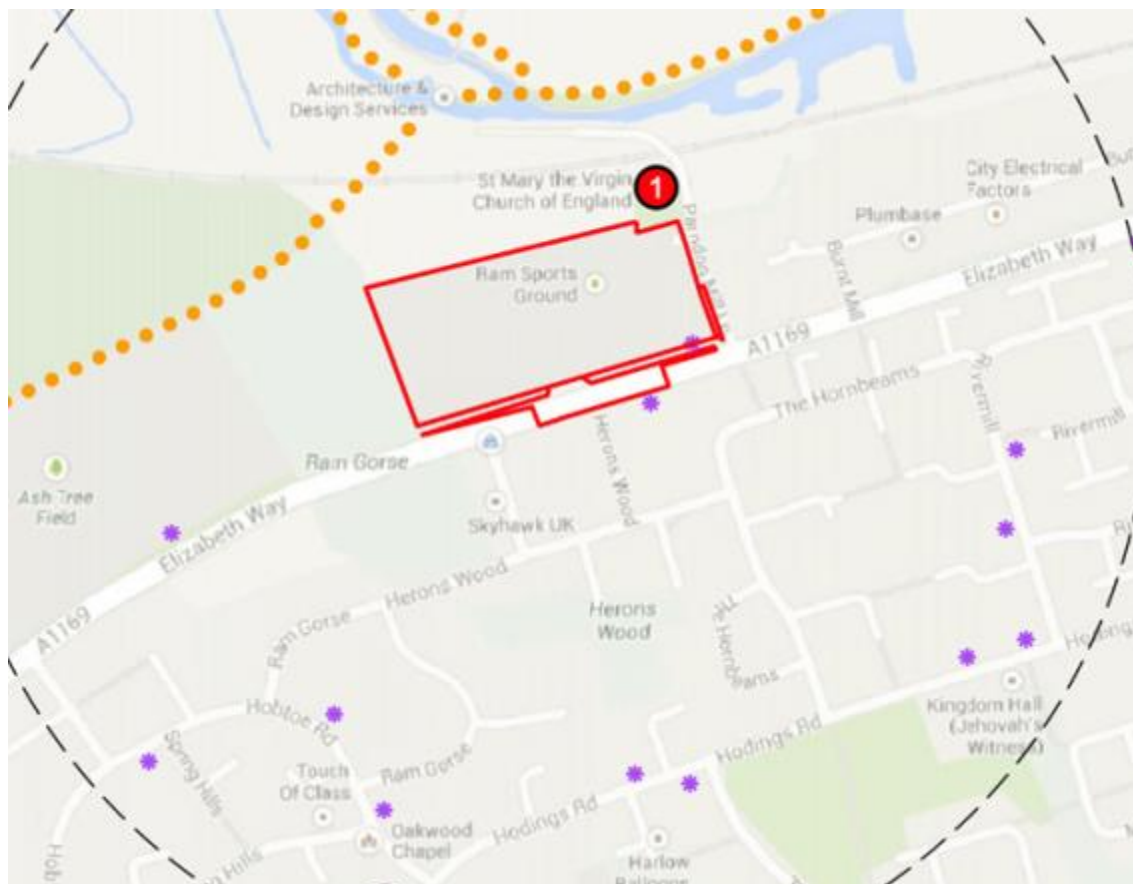 Architecture &
Design Services
St Mary the Virgin
Church of England
1
City Electrical
Factors
Plumbase
Elizabeth Way
Ram Sports
Ground
Burnt Mill
A1169
The Hornbeams
Rivermill
Rivermill
Ram Gorse
Herons Wood
Ash Tree
Field
Skyhawk UK
Elizabeth Way
Herons Wood
Herons
Wood
A1169
Ram Gorse
Hobtoe Rd
Kingdom Hall
(Jehovah's
Witness)
Hodings Rd
Spring Hills
Touch
Of Class
Ram Gorse
Hodings Rd
Oakwood
Chapel
Harlow